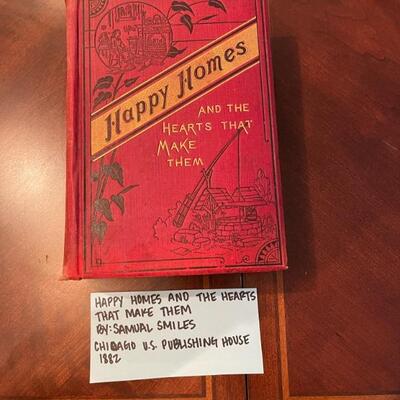 Happy Homes
AND THE
HEARTS THAT
MAKE
THEM
HAPPY HOMES AND THE HEARTS
THAT MAKE THEM
BY: SAMUAL SMILES
CHICAGO U.S. PUBLISHING HOUSE
1882